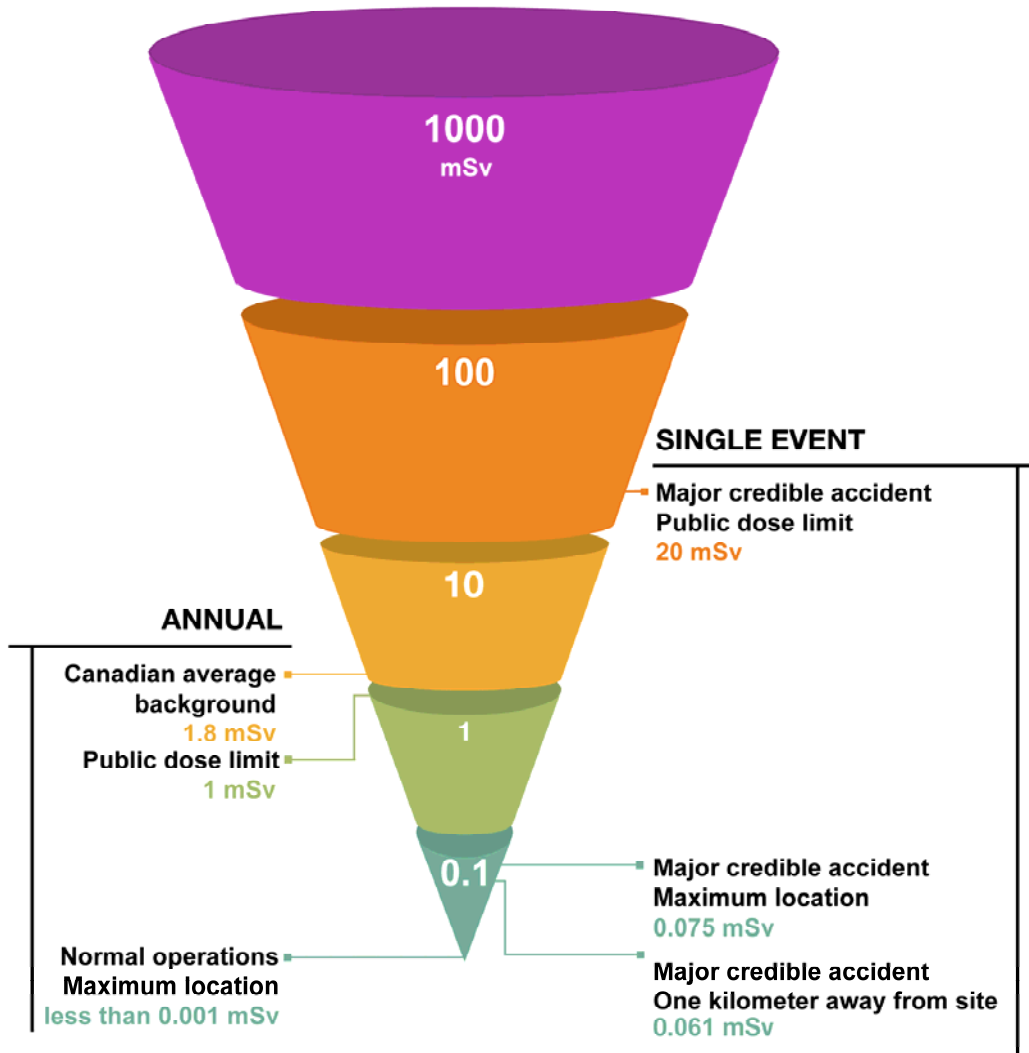 1000
mSv
100
SINGLE EVENT
Major credible accident
Public dose limit
20 mSv
10
ANNUAL
Canadian average
background
1.8 mSv
Public dose limit
1 mSv
1
0.1
Major credible accident
Maximum location
0.075 mSv
Normal operations
Maximum location
less than 0.001 mSv
Major credible accident
One kilometer away from site
0.061 mSv